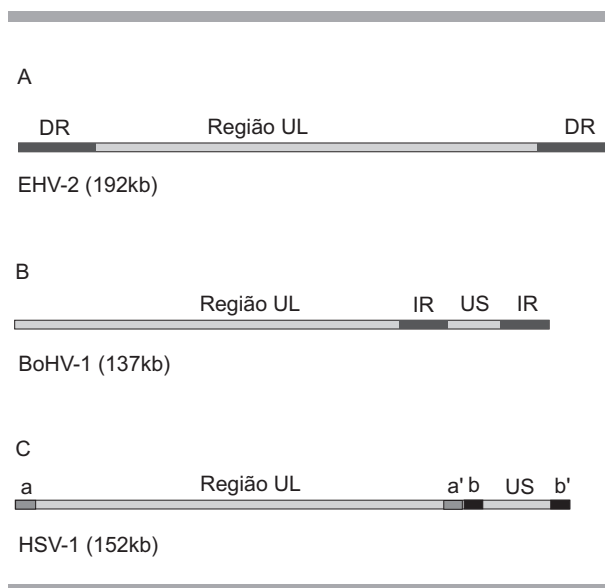 A
DR Região UL DR
EHV-2 (192kb)
B
Região UL IR US IR
BoHV-1 (137kb)
C
a Região UL a' b US b'
HSV-1 (152kb)